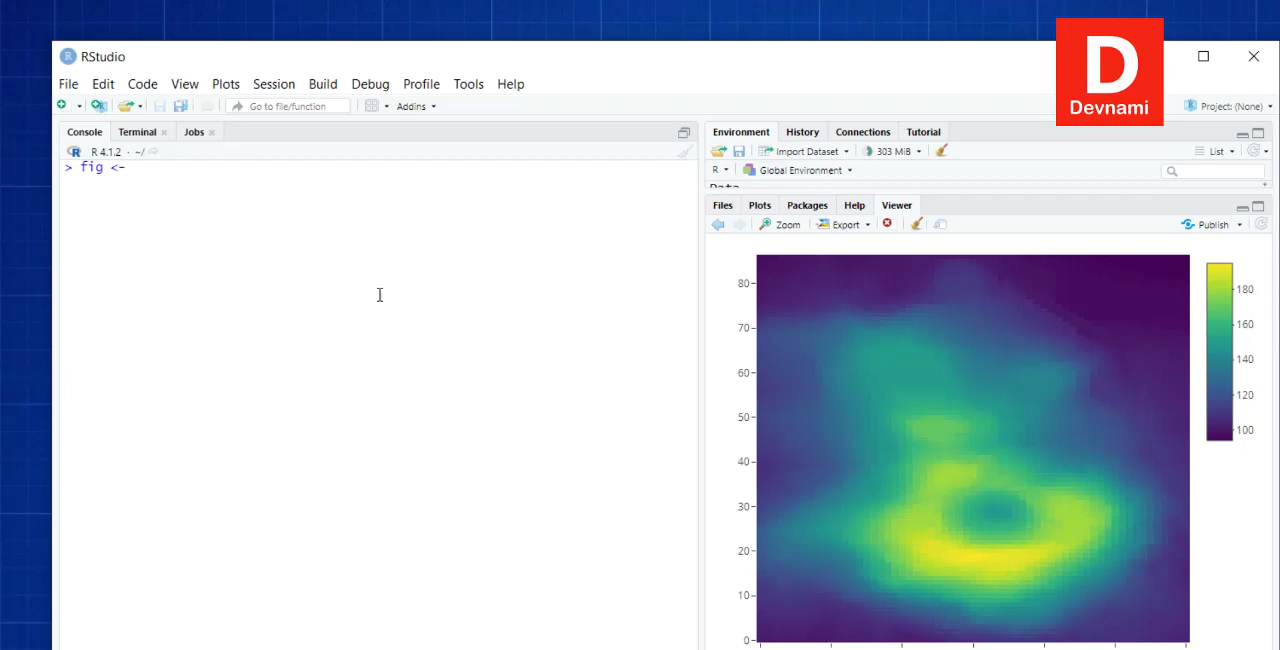 RStudio
D
Devnami
File Edit Code View Plots Session Build Debug Profile Tools Help
Go to file/function
Addins
Project: (None)
Console Terminal Jobs
R 4.1.2 · ~/
> fig <-
Environment History Connections Tutorial
Import Dataset 303 MiB List
R Global Environment
Data
Files Plots Packages Help Viewer
Zoom Export Publish
80
70
60
50
40
30
20
10
0
180
160
140
120
100